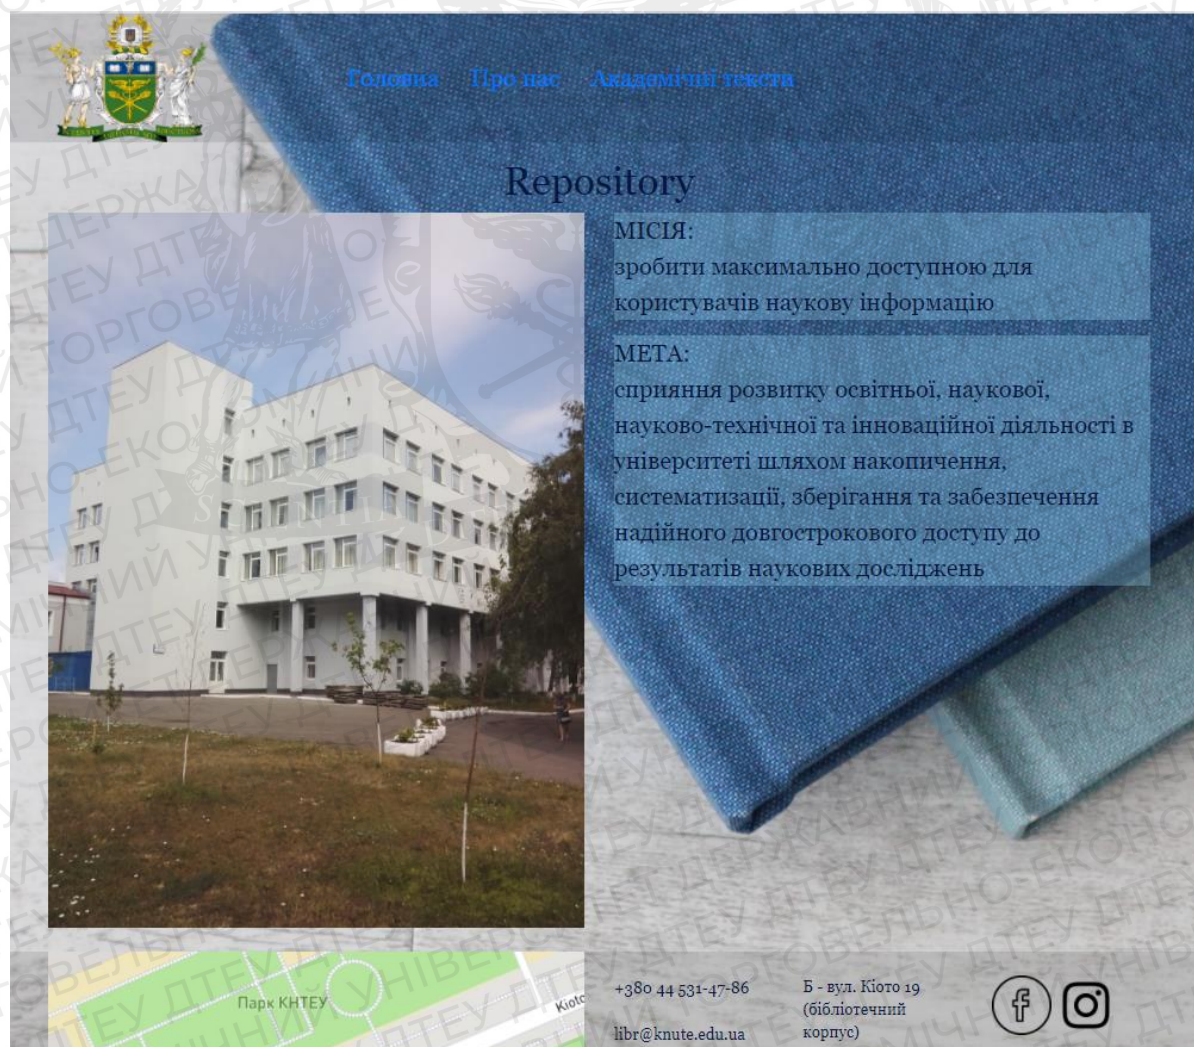 Головна Про нас Академічні тексти
Repository
МІСІЯ:
зробити максимально доступною для
користувачів наукову інформацію
МЕТА:
сприяння розвитку освітньої, наукової,
науково-технічної та інноваційної діяльності в
університеті шляхом накопичення,
систематизації, зберігання та забезпечення
надійного довгострокового доступу до
результатів наукових досліджень
Парк КНТЕУ
Kioto
+380 44 531-47-86
libr@knute.edu.ua
Б - вул. Кіото 19
(бібліотечний
корпус)